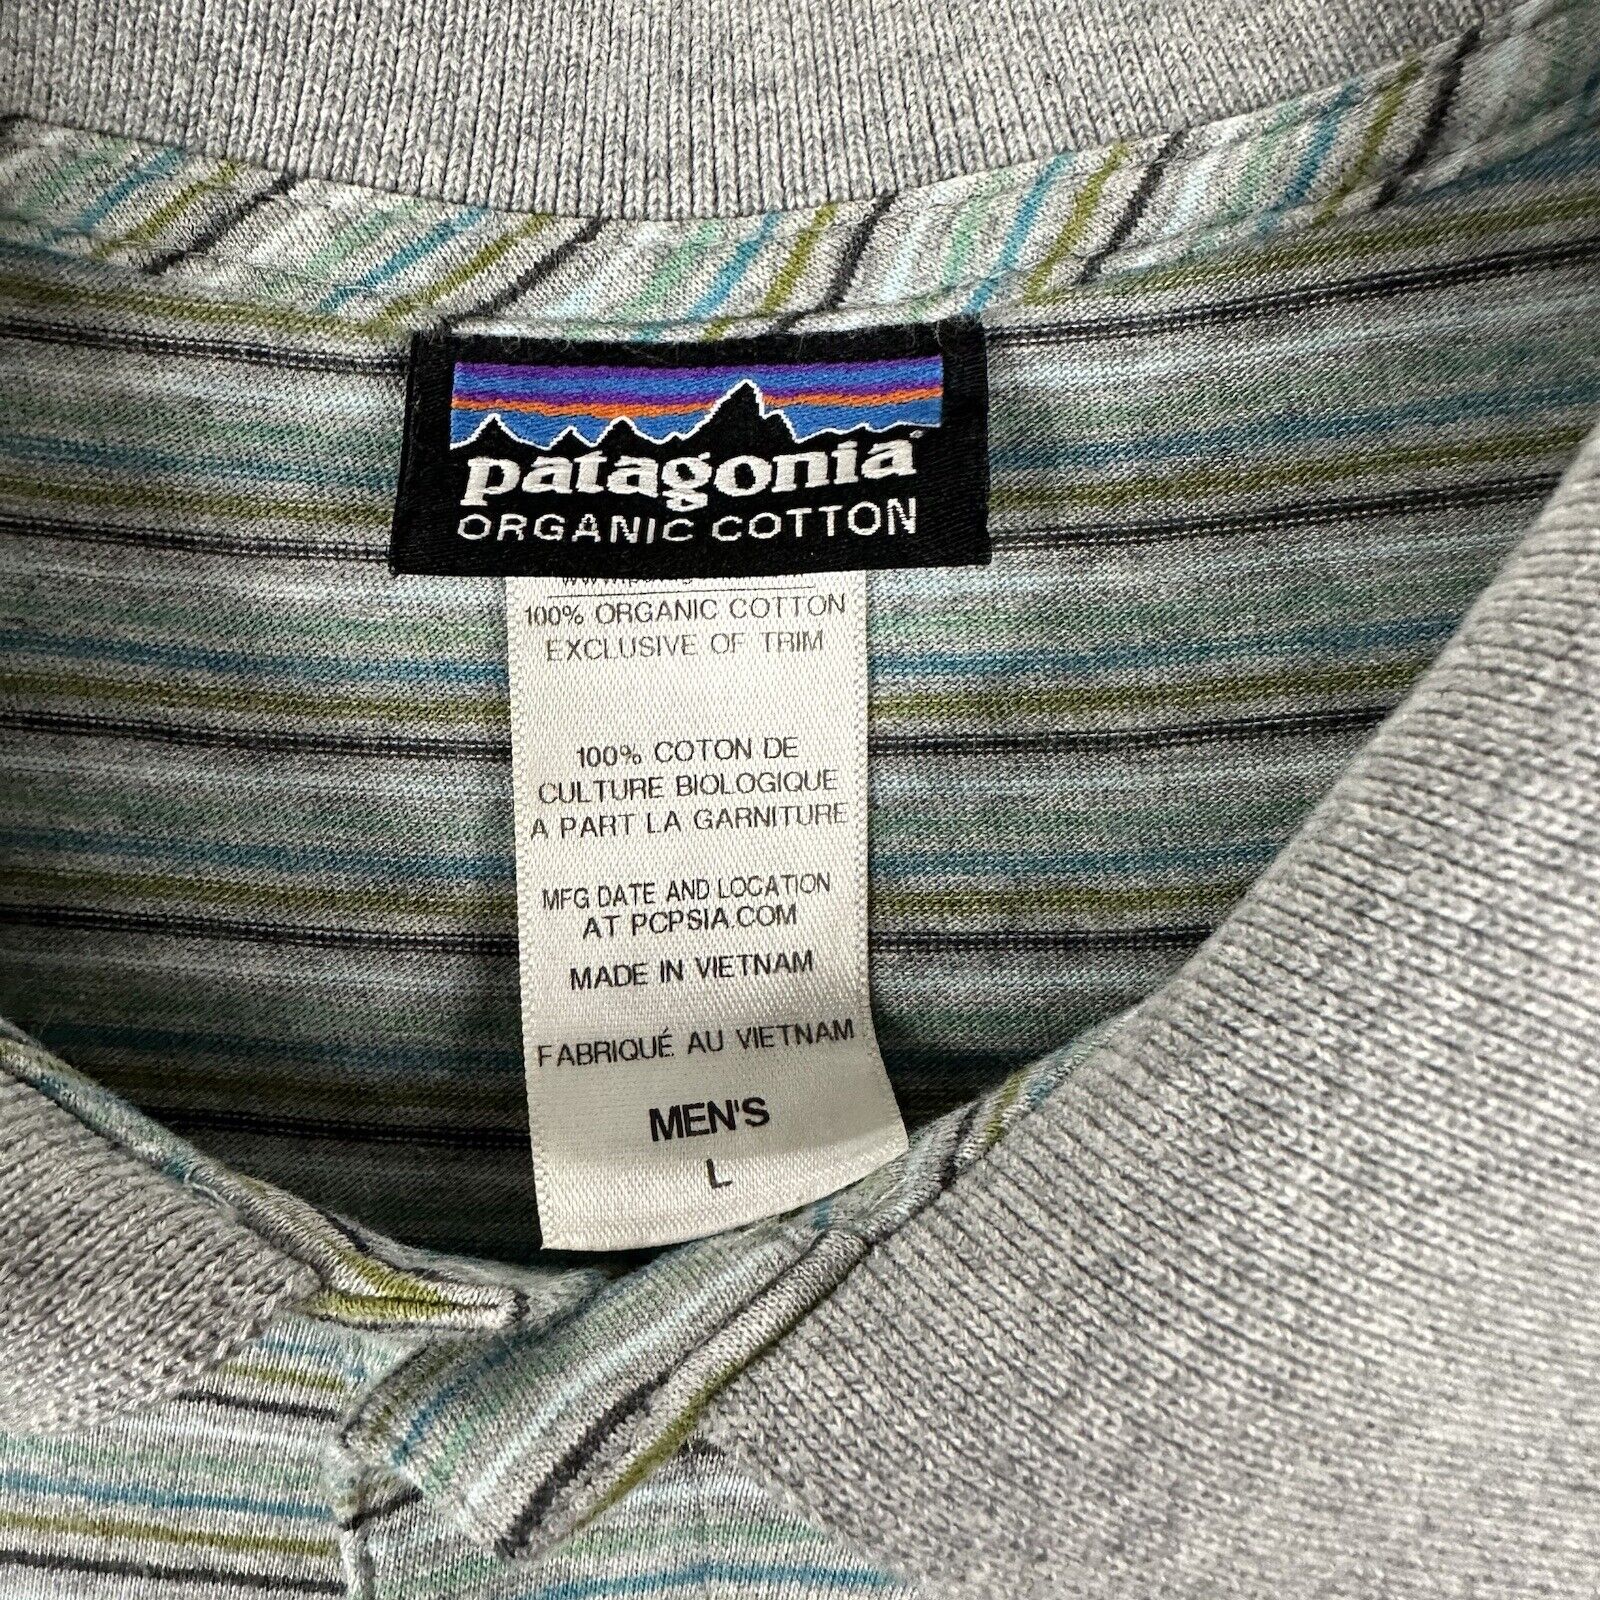 patagonia
ORGANIC COTTON
100% ORGANIC COTTON
EXCLUSIVE OF TRIM
100% COTON DE
CULTURE BIOLOGIQUE
A PART LA GARNITURE
MFG DATE AND LOCATION
AT PCPSIA.COM
MADE IN VIETNAM
FABRIQUÉ AU VIETNAM
MEN'S
L